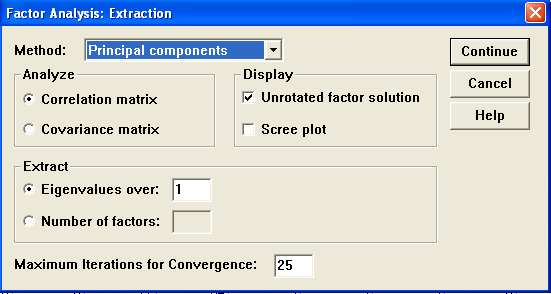 Factor Analysis: Extraction
Method: Principal components
Continue
Analyze
Display
Cancel
Correlation matrix
Unrotated factor solution
Help
Covariance matrix
Scree plot
Extract
Eigenvalues over: 1
Number of factors:
Maximum Iterations for Convergence: 25